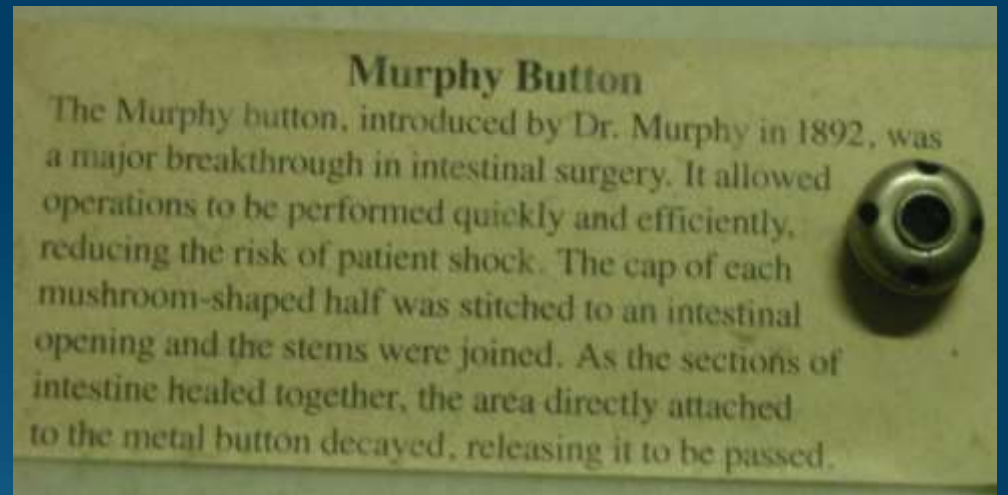 Murphy Button
The Murphy button, introduced by Dr. Murphy in 1892, was
a major breakthrough in intestinal surgery. It allowed
operations to be performed quickly and efficiently,
reducing the risk of patient shock. The cap of each
mushroom-shaped half was stitched to an intestinal
opening and the stems were joined. As the sections of
intestine healed together, the area directly attached
to the metal button decayed, releasing it to be passed.